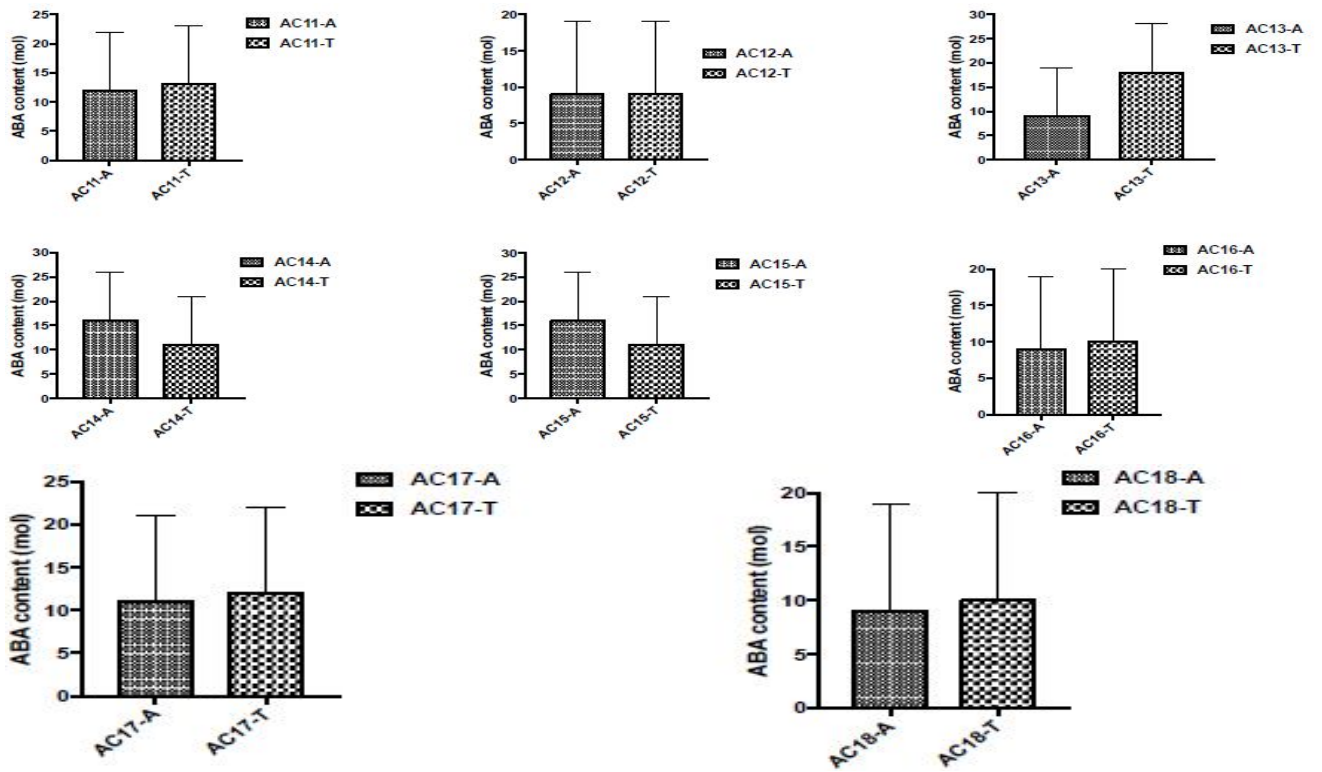 ABA content (mol)
25
20
15
10
5
0
AC11-A
AC11-T
AC11-A
AC11-T
ABA content (mol)
20
15
10
5
0
AC12-A
AC12-T
AC12-A
AC12-T
ABA content (mol)
30
25
20
15
10
5
0
AC13-A
AC13-T
AC13-A
AC13-T
ABA content (mol)
30
25
20
15
10
5
0
AC14-A
AC14-T
AC14-A
AC14-T
ABA content (mol)
30
25
20
15
10
5
0
AC15-A
AC15-T
AC15-A
AC15-T
ABA content (mol)
20
15
10
5
0
AC16-A
AC16-T
AC16-A
AC16-T
ABA content (mol)
25
20
15
10
5
0
AC17-A
AC17-T
AC17-A
AC17-T
ABA content (mol)
20
15
10
5
0
AC18-A
AC18-T
AC18-A
AC18-T